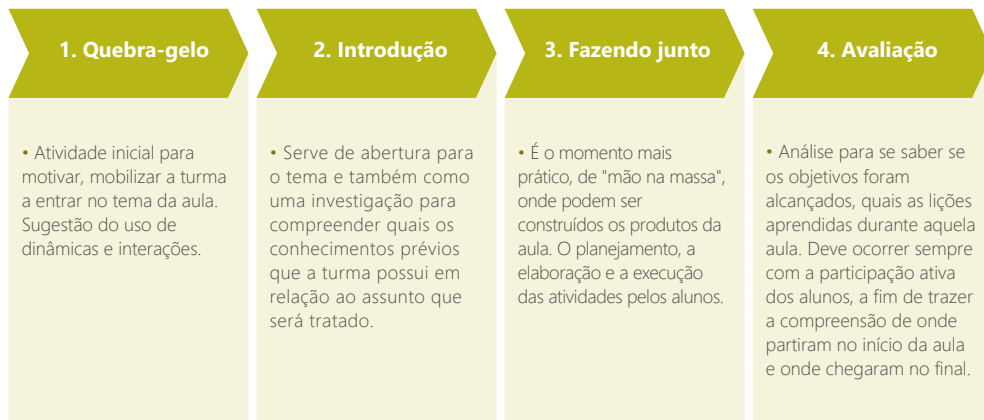 1. Quebra-gelo
• Atividade inicial para
motivar, mobilizar a turma
a entrar no tema da aula.
Sugestão do uso de
dinâmicas e interações.
2. Introdução
• Serve de abertura para
o tema e também como
uma investigação para
compreender quais os
conhecimentos prévios
que a turma possui em
relação ao assunto que
será tratado.
3. Fazendo junto
• É o momento mais
prático, de "mão na massa",
onde podem ser
construídos os produtos da
aula. O planejamento, a
elaboração e a execução
das atividades pelos alunos.
4. Avaliação
• Análise para se saber se
os objetivos foram
alcançados, quais as lições
aprendidas durante aquela
aula. Deve ocorrer sempre
com a participação ativa
dos alunos, a fim de trazer
a compreensão de onde
partiram no início da aula
e onde chegaram no final.